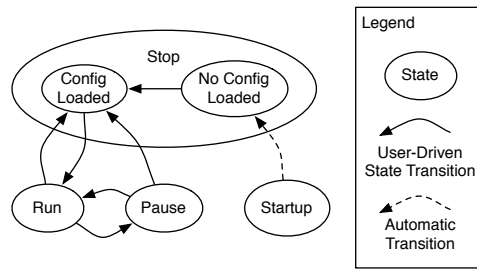 Stop
Config
Loaded
No Config
Loaded
Run
Pause
Startup
Legend
State
User-Driven
State Transition
Automatic
Transition